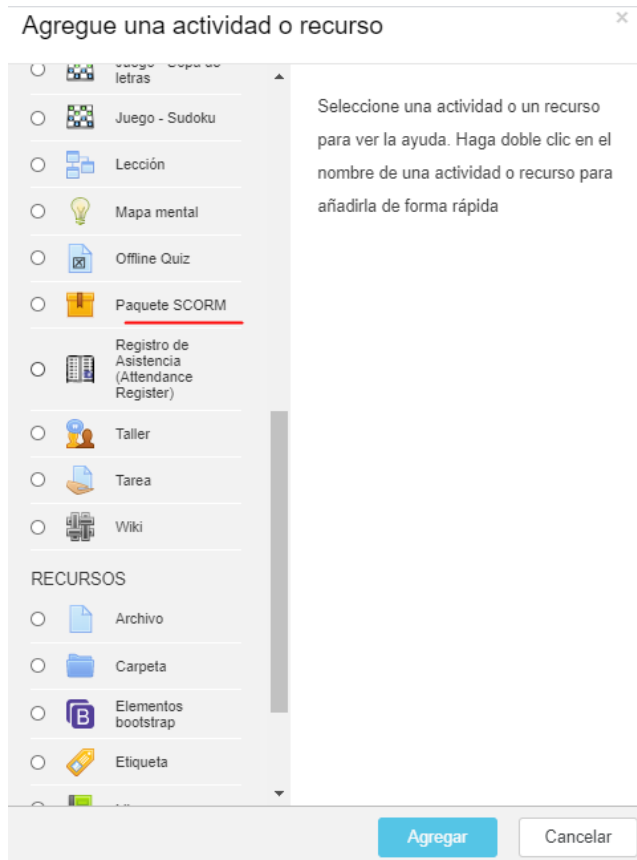 Agregue una actividad o recurso
×
letras
Juego - Sudoku
Lección
Mapa mental
Offline Quiz
Paquete SCORM
Registro de
Asistencia
(Attendance
Register)
Taller
Tarea
Wiki
RECURSOS
Archivo
Carpeta
Elementos
bootstrap
Etiqueta
Seleccione una actividad o un recurso
para ver la ayuda. Haga doble clic en el
nombre de una actividad o recurso para
añadirla de forma rápida
Agregar
Cancelar